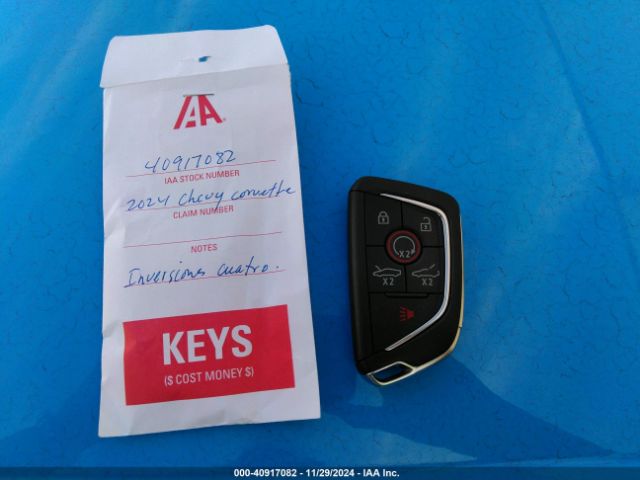 IAA
40917082
IAA STOCK NUMBER
2024 Chevy corvette
CLAIM NUMBER
NOTES
Inversiones cuatro.
KEYS
($ COST MONEY $)
X2
X2 X2
000-40917082 - 11/29/2024 - IAA Inc.